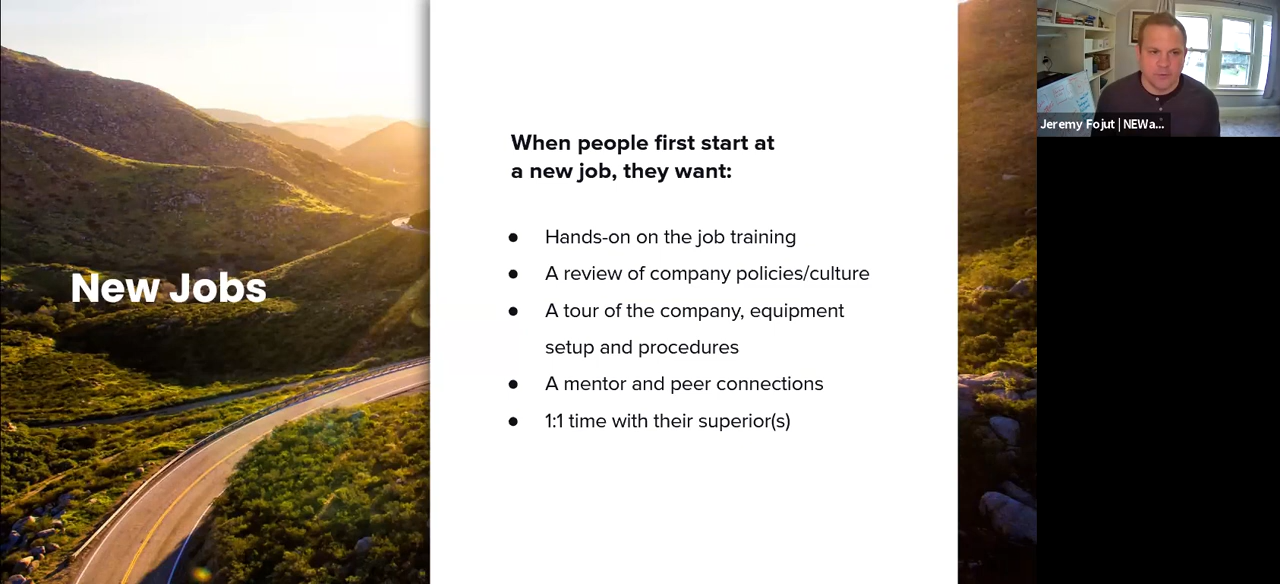 New Jobs
When people first start at
a new job, they want:
● Hands-on on the job training
● A review of company policies/culture
● A tour of the company, equipment
setup and procedures
● A mentor and peer connections
● 1:1 time with their superior(s)
Jeremy Fojut | NEWa...